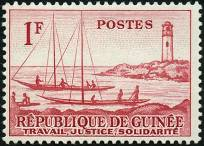 1F POSTES
RÉPUBLIQUE DE GUINÉE
TRAVAIL, JUSTICE, SOLIDARITÉ